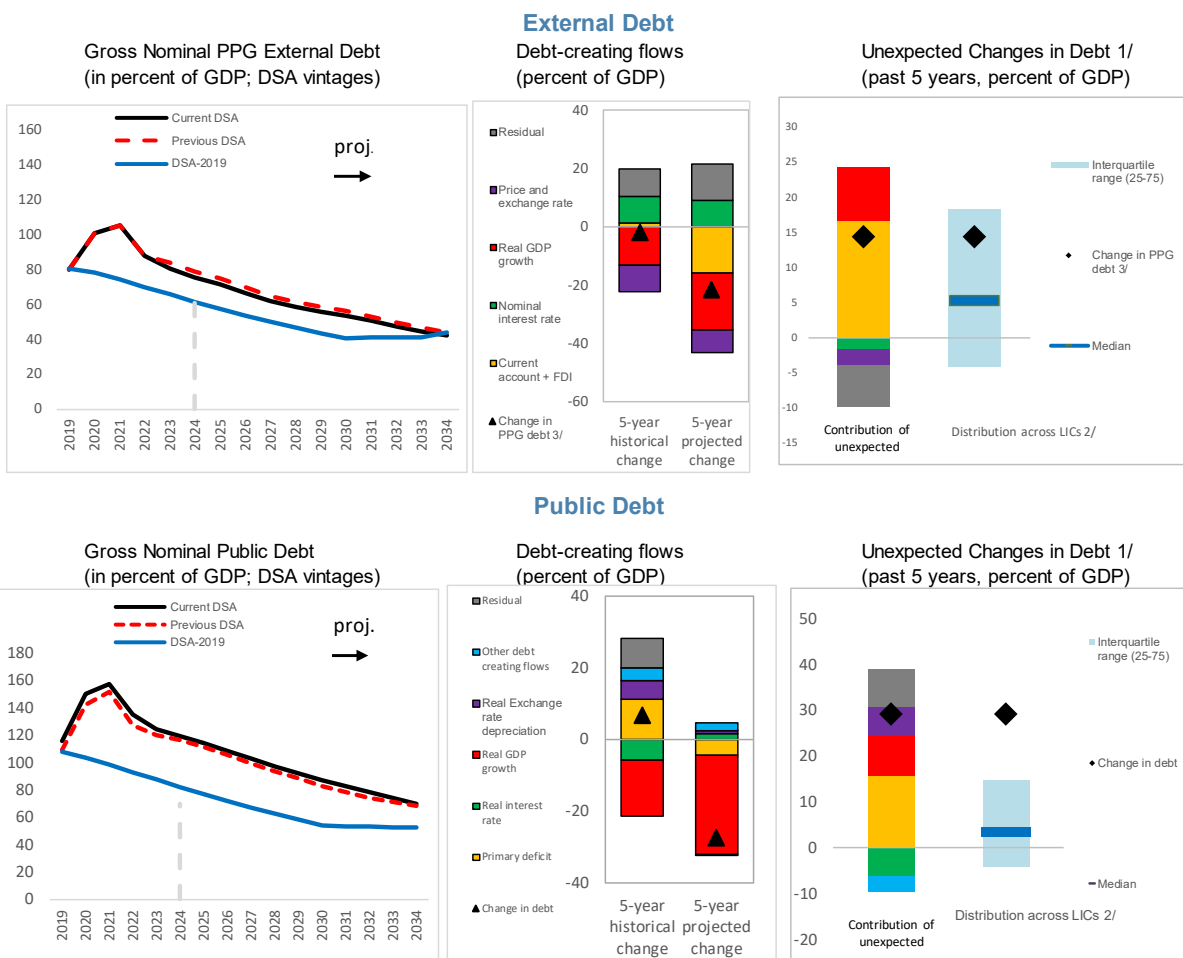 External Debt
Gross Nominal PPG External Debt
(in percent of GDP; DSA vintages)
Current DSA
Previous DSA
DSA-2019
proj.
160
140
120
100
80
60
40
20
0
2019
2020
2021
2022
2023
2024
2025
2026
2027
2028
2029
2030
2031
2032
2033
2034
Debt-creating flows
(percent of GDP)
Residual
Price and
exchange rate
Real GDP
growth
Nominal
interest rate
Current
account + FDI
Change in
PPG debt 3/
40
20
0
-20
-40
-60
5-year
historical
change
5-year
projected
change
Unexpected Changes in Debt 1/
(past 5 years, percent of GDP)
30
25
20
15
10
5
0
-5
-10
-15
Interquartile
range (25-75)
Change in PPG
debt 3/
Median
Contribution of
unexpected
Distribution across LICs 2/
Public Debt
Gross Nominal Public Debt
(in percent of GDP; DSA vintages)
Current DSA
Previous DSA
DSA-2019
proj.
180
160
140
120
100
80
60
40
20
0
2019
2020
2021
2022
2023
2024
2025
2026
2027
2028
2029
2030
2031
2032
2033
2034
Debt-creating flows
(percent of GDP)
Residual
Other debt
creating flows
Real Exchange
rate
depreciation
Real GDP
growth
Real interest
rate
Primary deficit
Change in debt
40
20
0
-20
-40
5-year
historical
change
5-year
projected
change
Unexpected Changes in Debt 1/
(past 5 years, percent of GDP)
50
40
30
20
10
0
-10
-20
Interquartile
range (25-75)
Change in debt
Median
Contribution of
unexpected
Distribution across LICs 2/